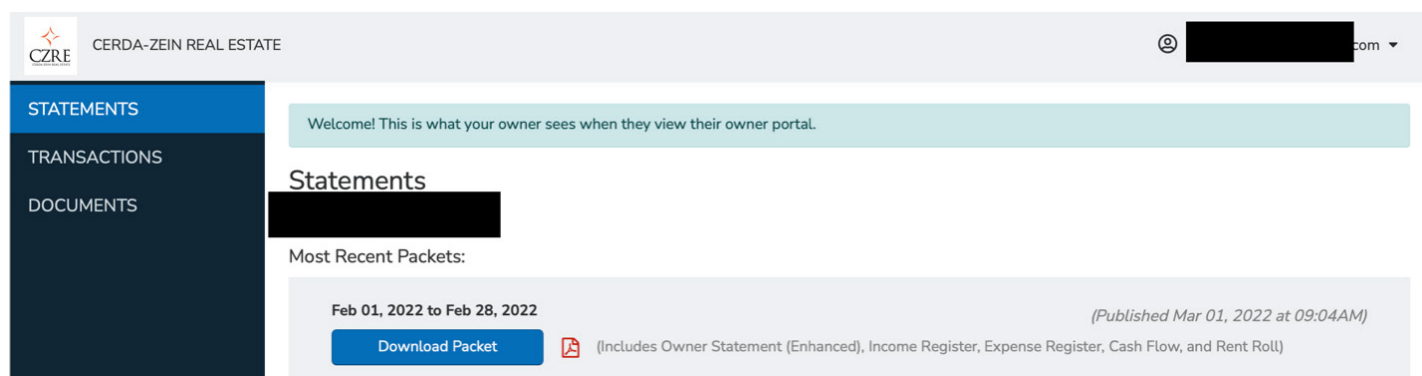 CZRE
CERDA-ZEIN REAL ESTATE
com
STATEMENTS
TRANSACTIONS
DOCUMENTS
Welcome! This is what your owner sees when they view their owner portal.
Statements
Most Recent Packets:
Feb 01, 2022 to Feb 28, 2022
(Published Mar 01, 2022 at 09:04AM)
Download Packet
(Includes Owner Statement (Enhanced), Income Register, Expense Register, Cash Flow, and Rent Roll)